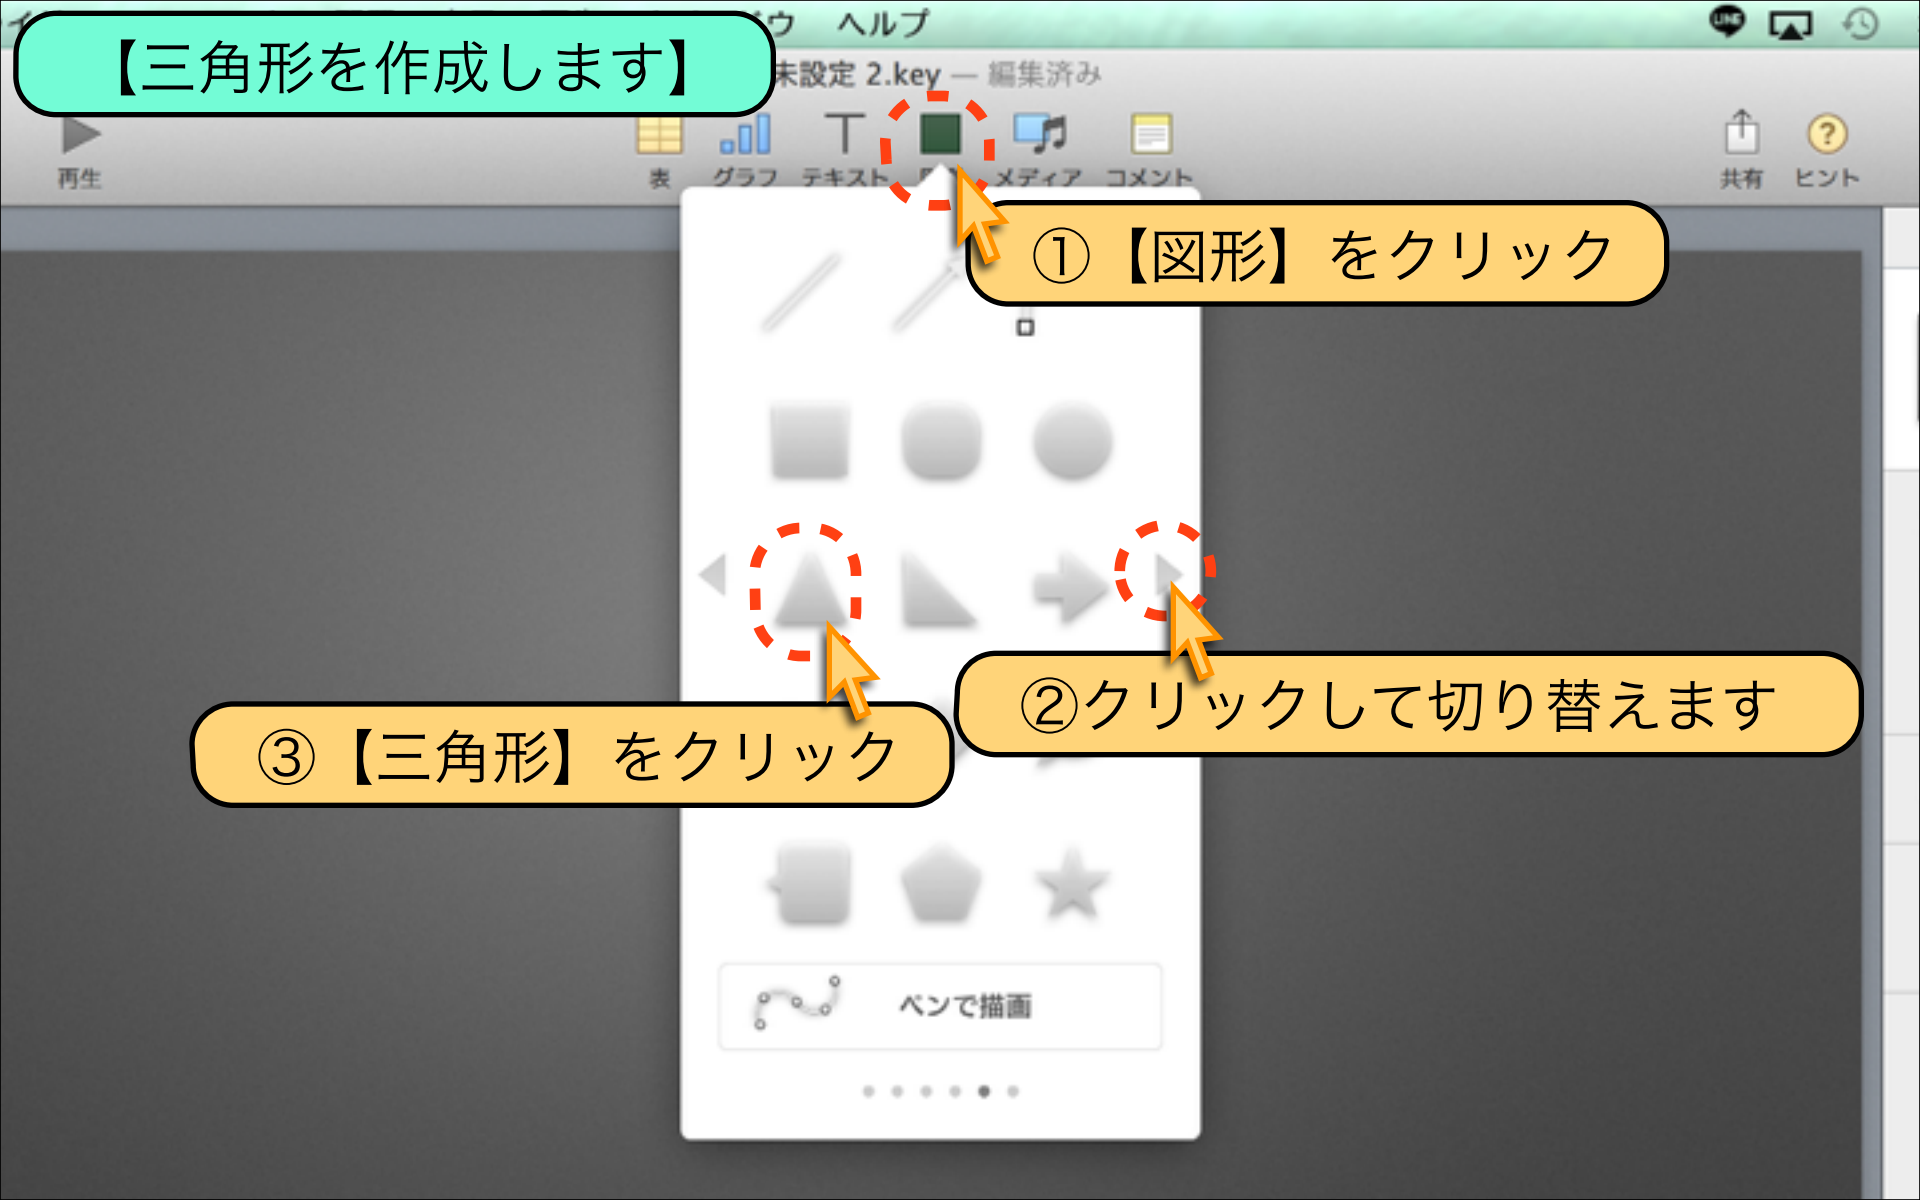 ヘルプ
【三角形を作成します】
未設定 2.key — 編集済み
再生
表
グラフ
テキスト
メディア
コメント
共有
ヒント
①【図形】をクリック
②クリックして切り替えます
③【三角形】をクリック
ペンで描画
LINE
?